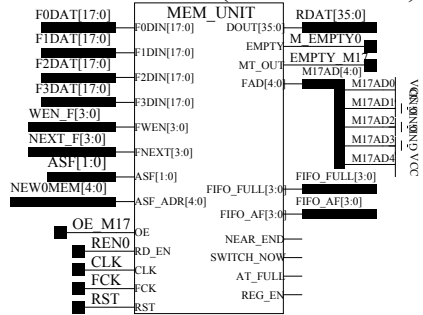 MEM_UNIT
F0DAT[17:0]
F0DIN[17:0]
F1DAT[17:0]
F1DIN[17:0]
F2DAT[17:0]
F2DIN[17:0]
F3DAT[17:0]
F3DIN[17:0]
WEN_F[3:0]
FWEN[3:0]
NEXT_F[3:0]
FNEXT[3:0]
ASF[1:0]
ASF[1:0]
NEW0MEM[4:0]
ASF_ADR[4:0]
OE_M17
OE
REN0
RD_EN
CLK
CLK
FCK
FCK
RST
RST
RDAT[35:0]
DOUT[35:0]
M_EMPTY0
EMPTY
EMPTY_M17
MT_OUT
M17AD[4:0]
FAD[4:0]
M17AD0
M17AD1
M17AD2
M17AD3
M17AD4
VCC
FIFO_FULL[3:0]
FIFO_FULL[3:0]
FIFO_AF[3:0]
FIFO_AF[3:0]
NEAR_END
SWITCH_NOW
AT_FULL
REG_EN